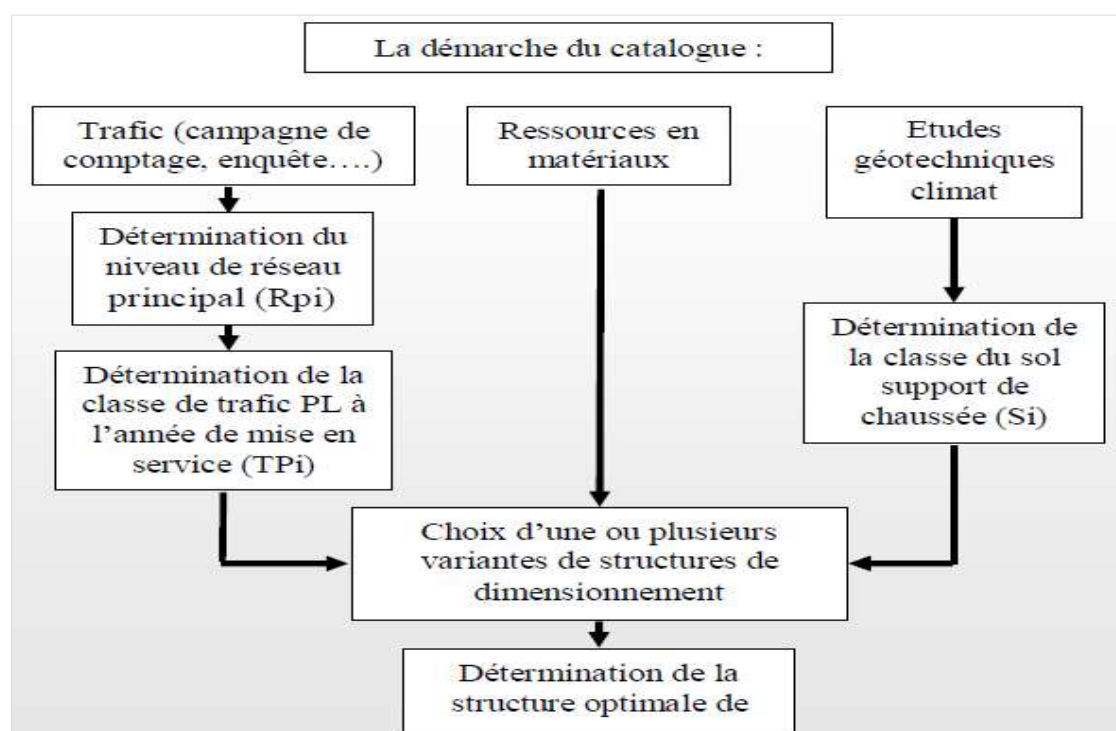 La démarche du catalogue :
Trafic (campagne de
comptage, enquête….)
Ressources en
matériaux
Etudes
géotechniques
climat
Détermination du
niveau de réseau
principal (Rpi)
Détermination de la
classe de trafic PL à
l’année de mise en
service (TPi)
Détermination de
la classe du sol
support de
chaussée (Si)
Choix d’une ou plusieurs
variantes de structures de
dimensionnement
Détermination de la
structure optimale de